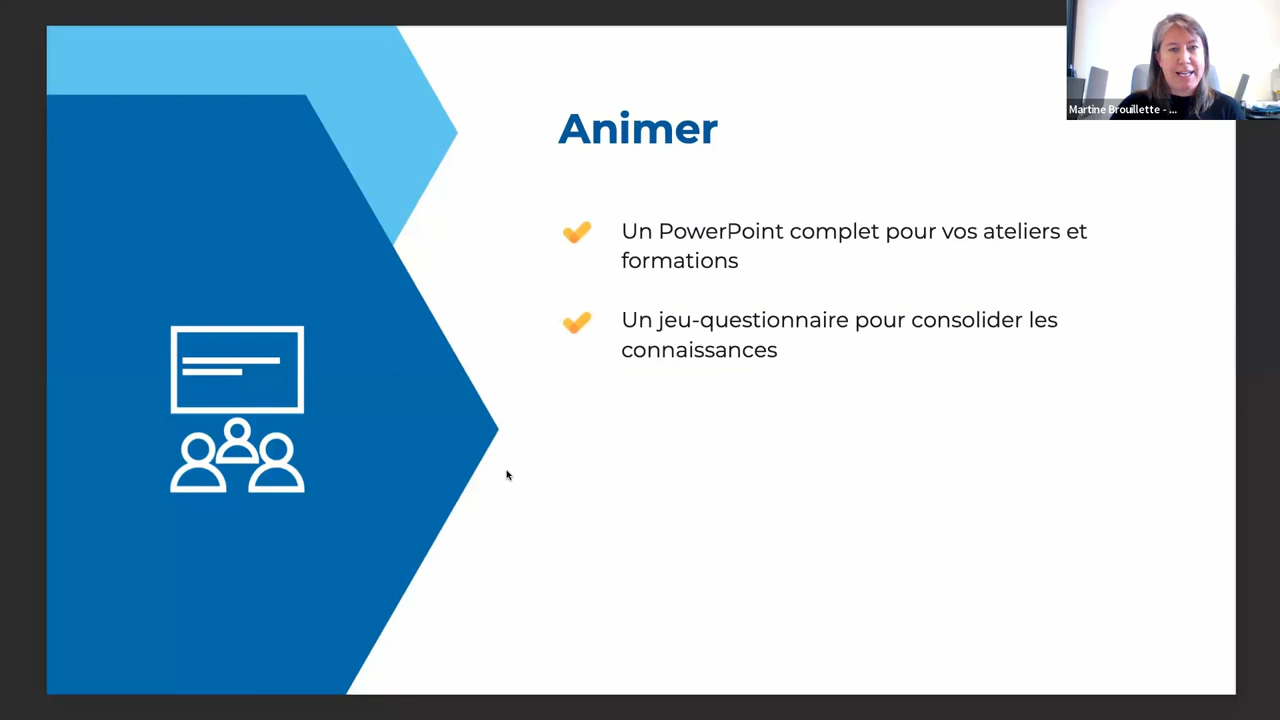 Martine Brouillette - ...
Animer
Un PowerPoint complet pour vos ateliers et
formations
Un jeu-questionnaire pour consolider les
connaissances